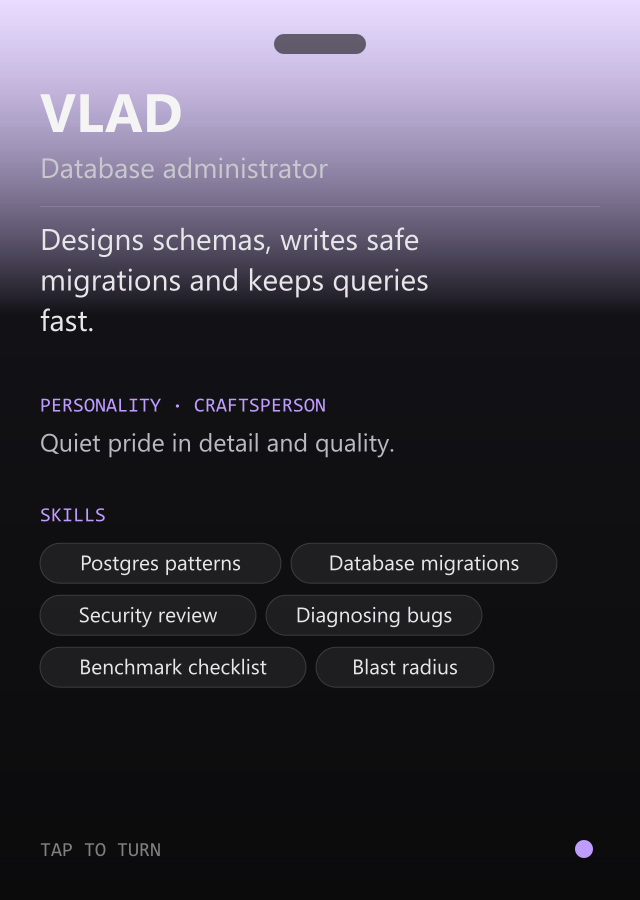 VLAD
Database administrator
Designs schemas, writes safe
migrations and keeps queries
fast.
PERSONALITY · CRAFTSPERSON
Quiet pride in detail and quality.
SKILLS
Postgres patterns
Database migrations
Security review
Diagnosing bugs
Benchmark checklist
Blast radius
TAP TO TURN